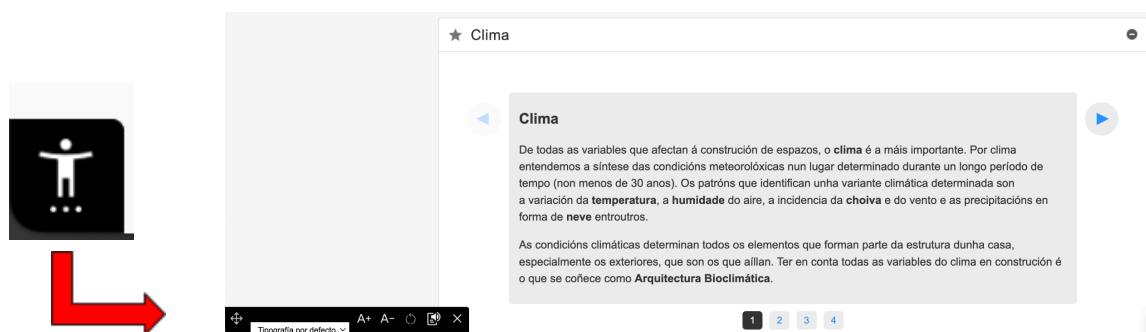 Clima
Clima
De todas as variables que afectan á construción de espazos, o clima é a máis importante. Por clima
entendemos a síntese das condicións meteorolóxicas nun lugar determinado durante un longo período de
tempo (non menos de 30 anos). Os patróns que identifican unha variante climática determinada son
a variación da temperatura, a humidade do aire, a incidencia da choiva e do vento e as precipitacións en
forma de neve entroutros.
As condicións climáticas determinan todos os elementos que forman parte da estrutura dunha casa,
especialmente os exteriores, que son os que aíllan. Ter en conta todas as variables do clima en construción é
o que se coñece como Arquitectura Bioclimática.
Tipografía por defecto A+ A-
1 2 3 4